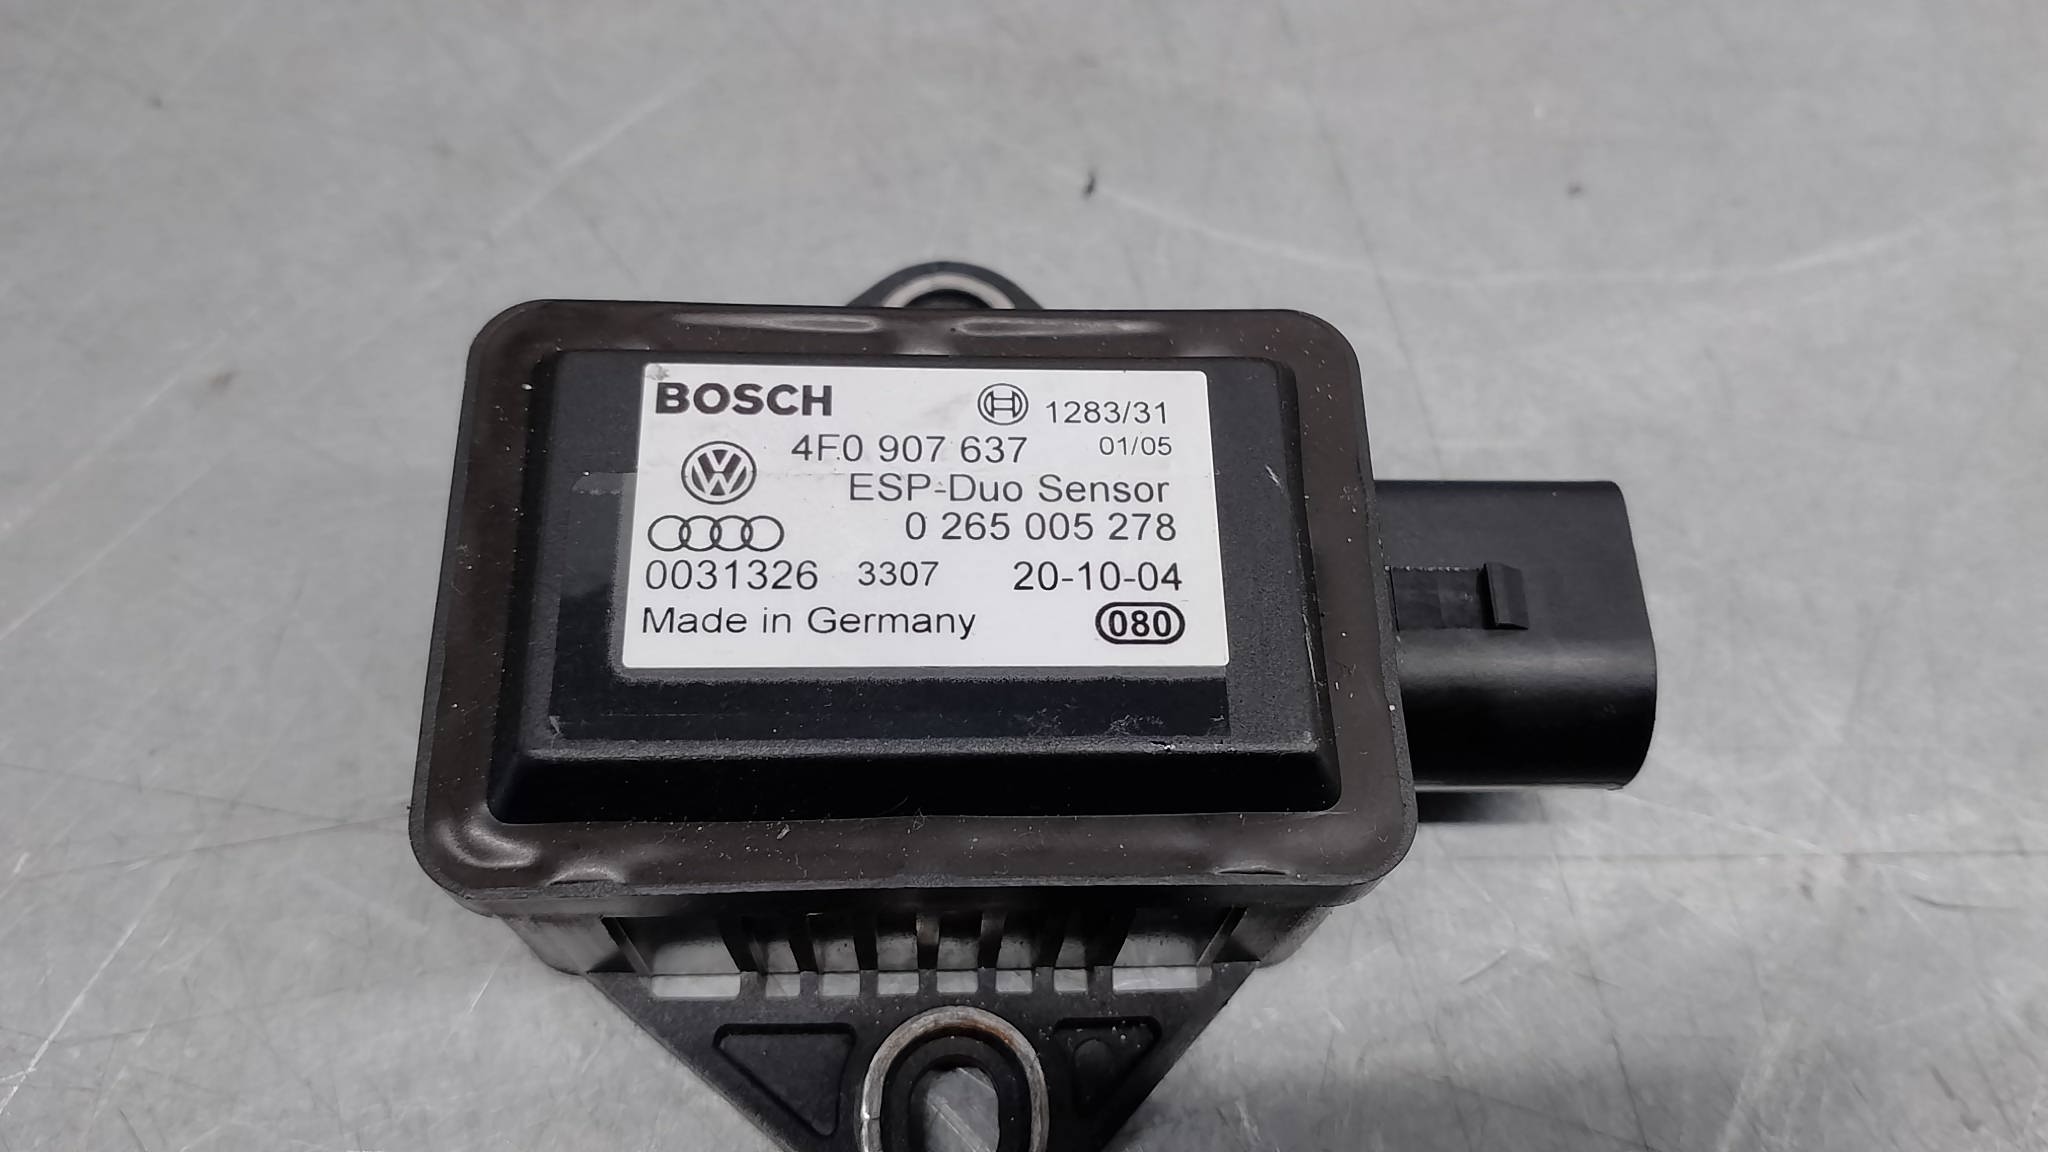 BOSCH 1283/31
4F0 907 637 01/05
ESP-Duo Sensor
0 265 005 278
0031326 3307 20-10-04
Made in Germany 080